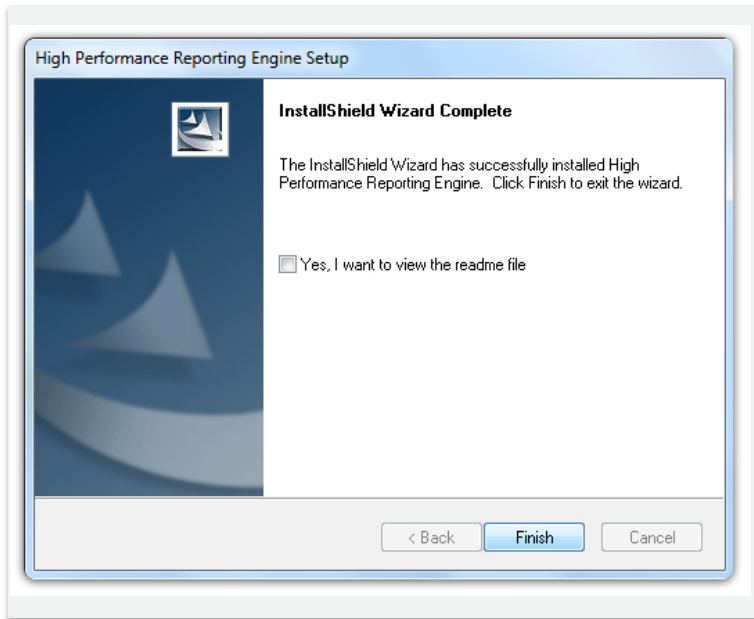 High Performance Reporting Engine Setup
InstallShield Wizard Complete
The InstallShield Wizard has successfully installed High
Performance Reporting Engine. Click Finish to exit the wizard.
Yes, I want to view the readme file
< Back
Finish
Cancel